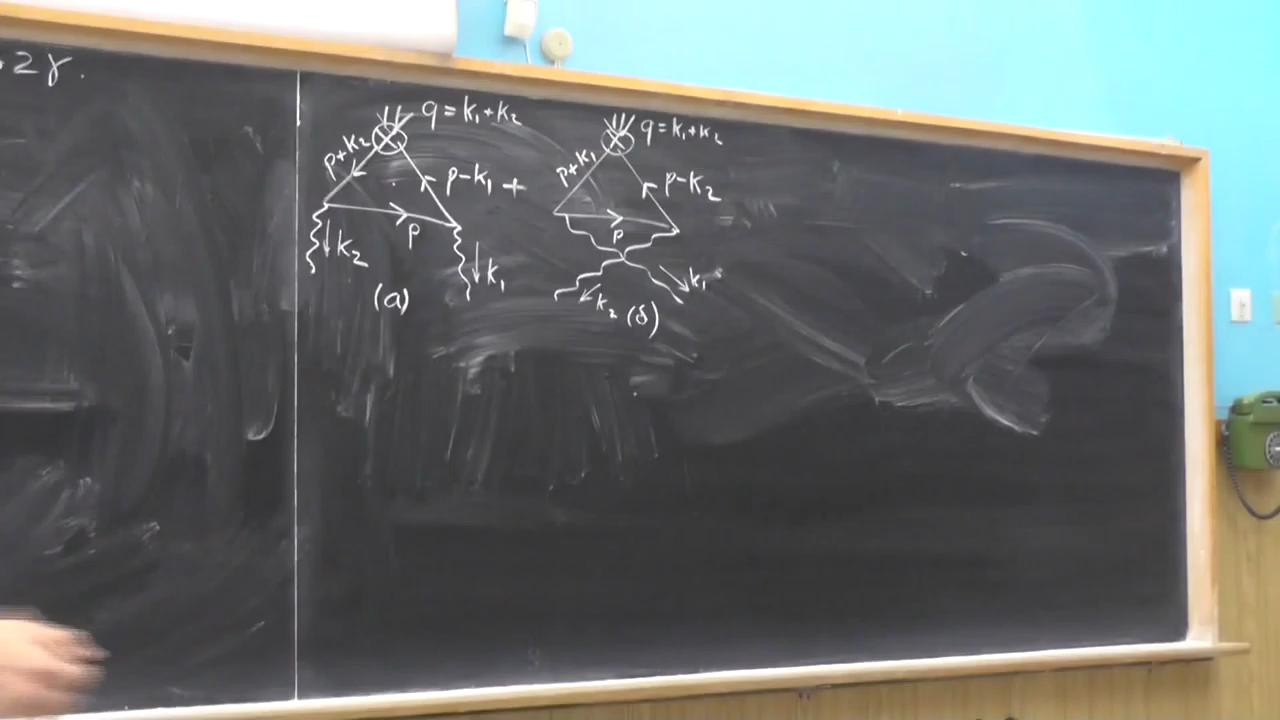 2γ.
q = k₁+k₂
p+k₂
p-k₁ +
p
k₂
k₁
(a)
q = k₁+k₂
p+k₁
p-k₂
p
k₁
k₂
(б)